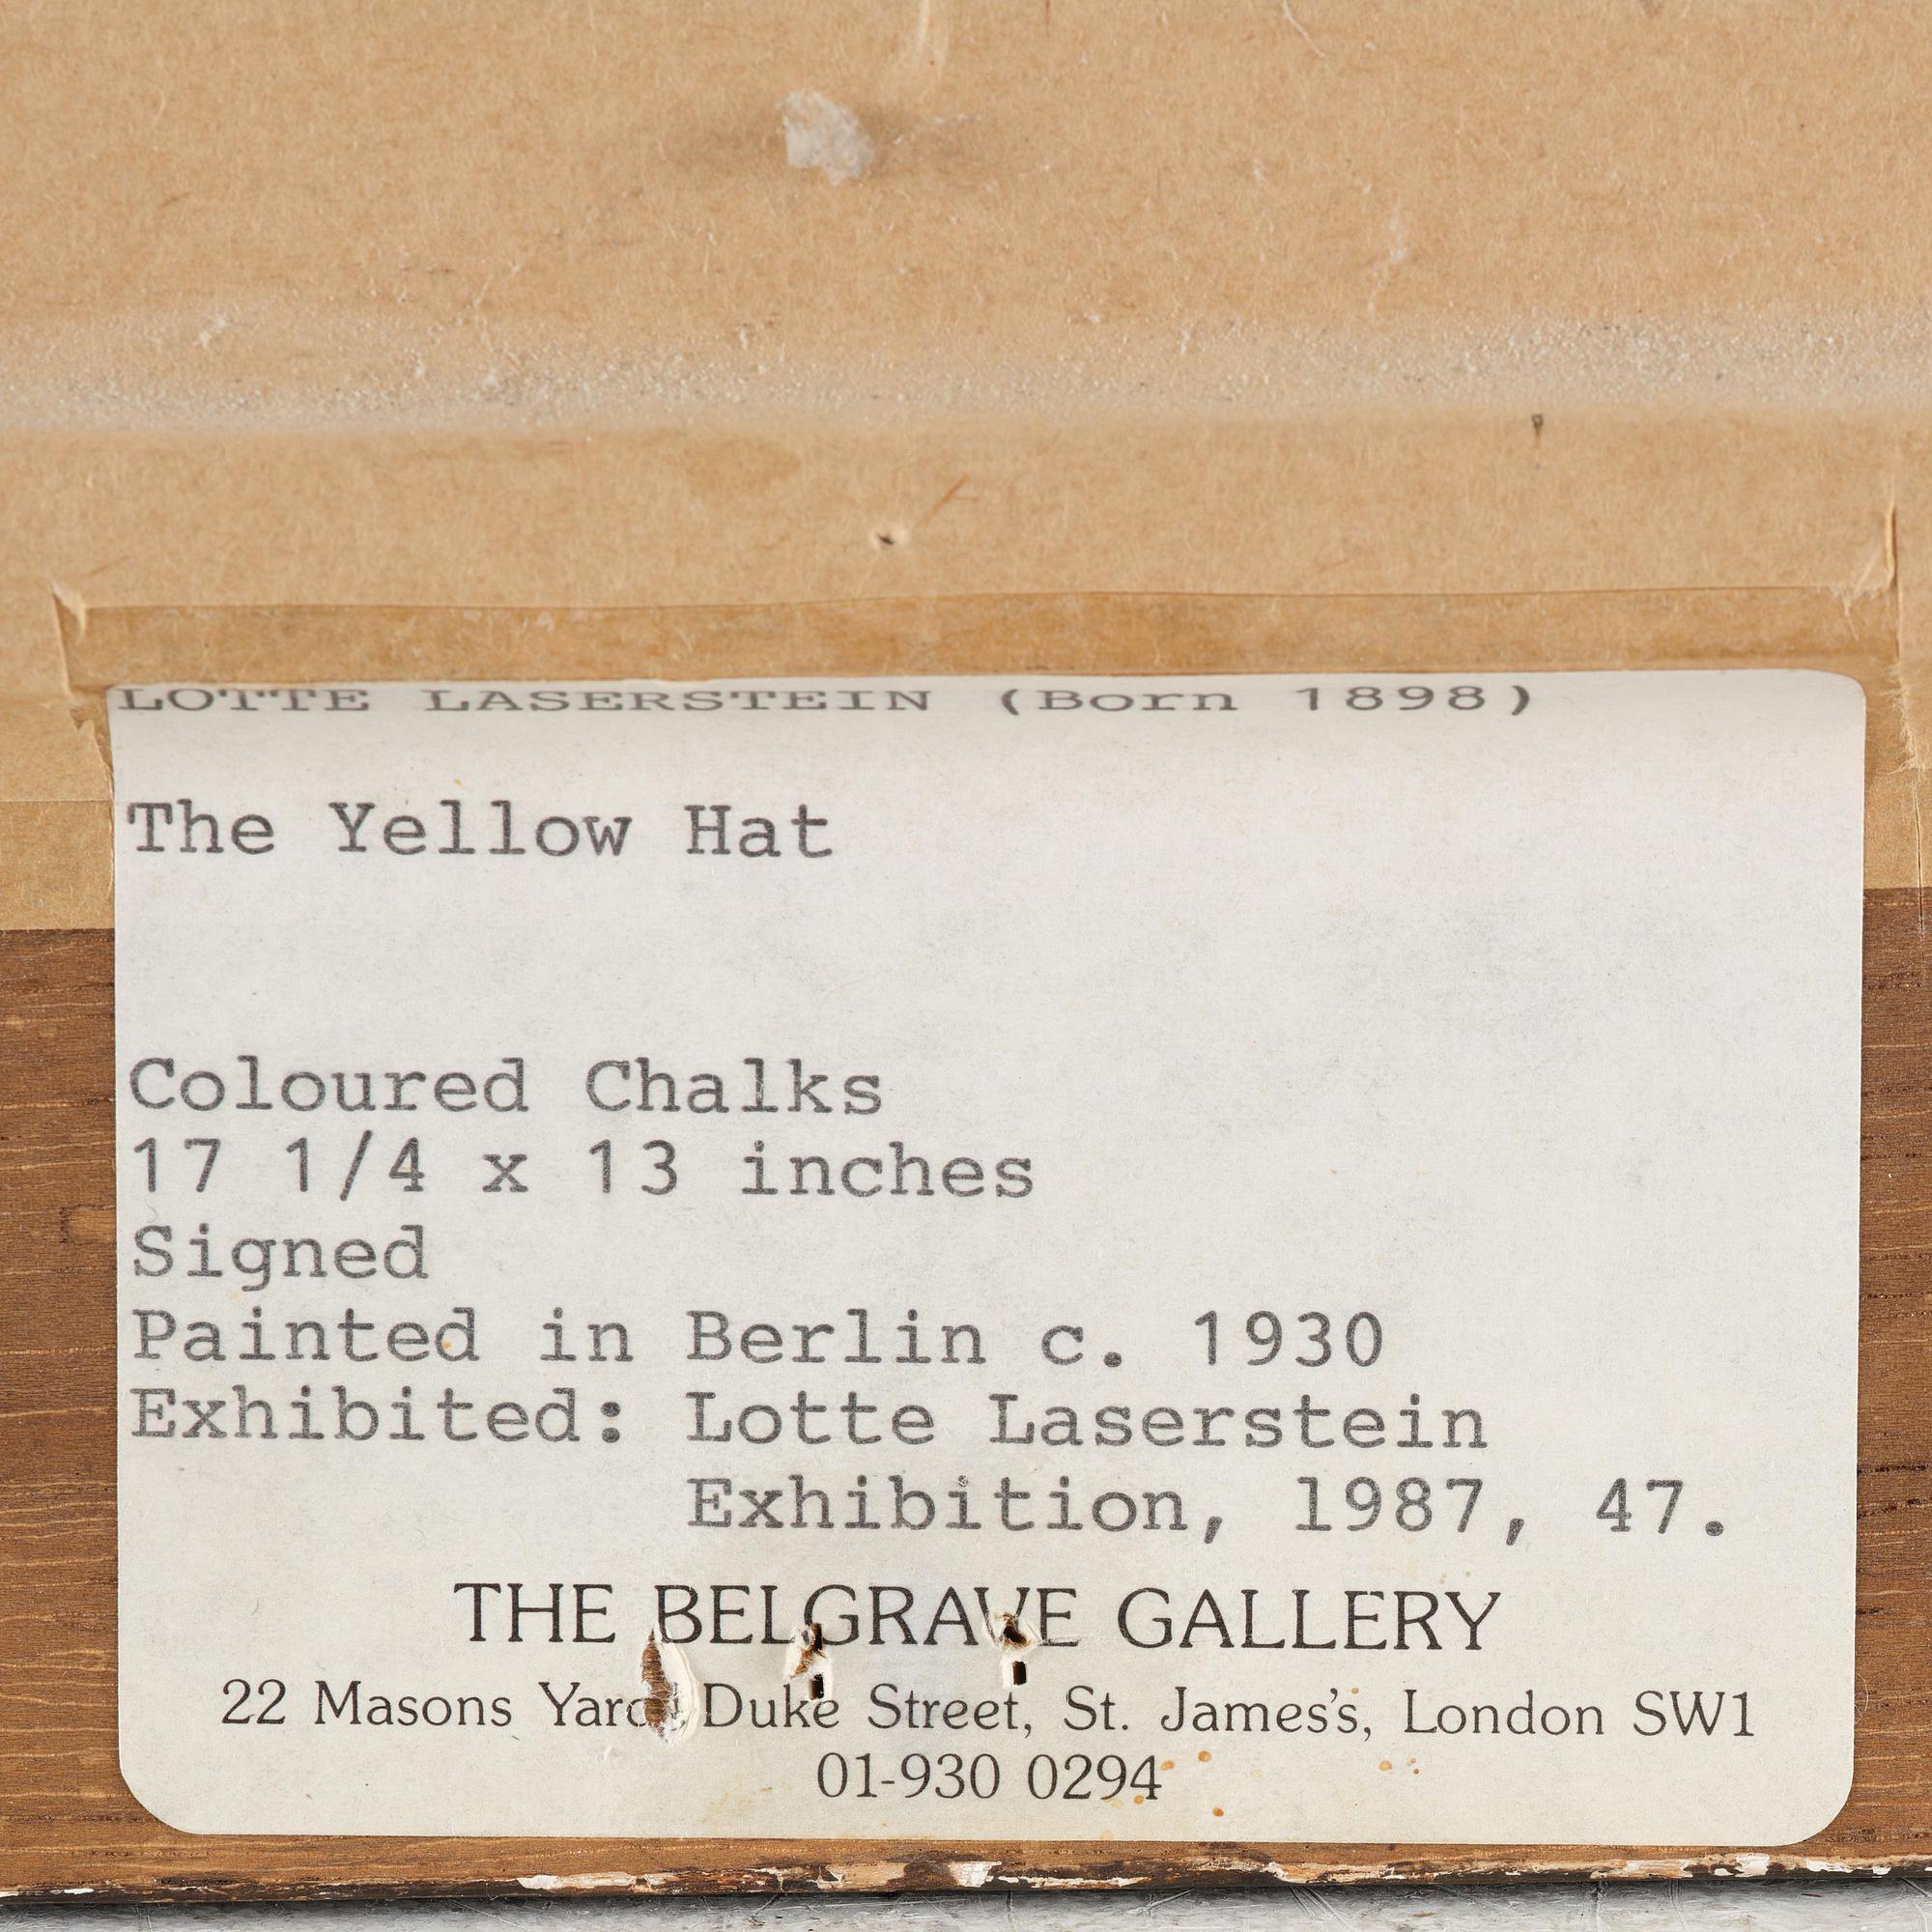 LOTTE LASERSTEIN (Born 1898)
The Yellow Hat
Coloured Chalks
17 1/4 x 13 inches
Signed
Painted in Berlin c. 1930
Exhibited: Lotte Laserstein
Exhibition, 1987, 47.
THE BELGRAVE GALLERY
22 Masons Yard Duke Street, St. James's, London SW1
01-930 0294